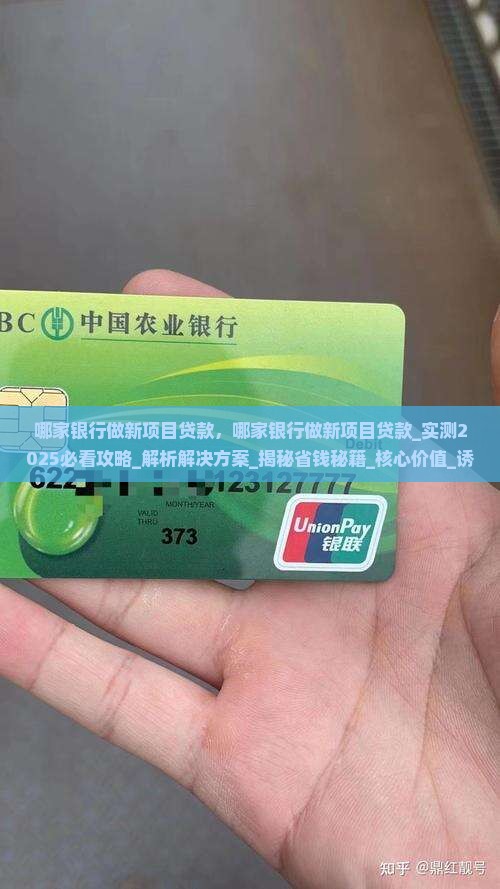 BC 中国农业银行
哪家银行做新项目贷款，哪家银行做新项目贷款_实测2
025必看攻略_解析解决方案_揭秘省钱秘籍_核心价值_诱
Debit
622 123127777
MONTH/YEAR
VALID
THRU
373
UnionPay
银联
知乎 @鼎红靓号